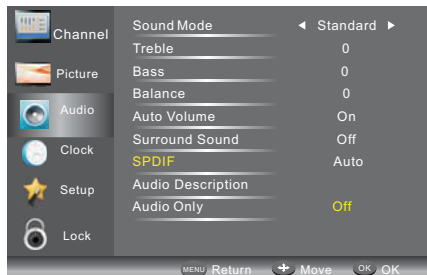 Channel
Picture
Audio
Clock
Setup
Lock
Sound Mode Standard
Treble 0
Bass 0
Balance 0
Auto Volume On
Surround Sound Off
SPDIF Auto
Audio Description
Audio Only Off
MENU Return Move OK OK